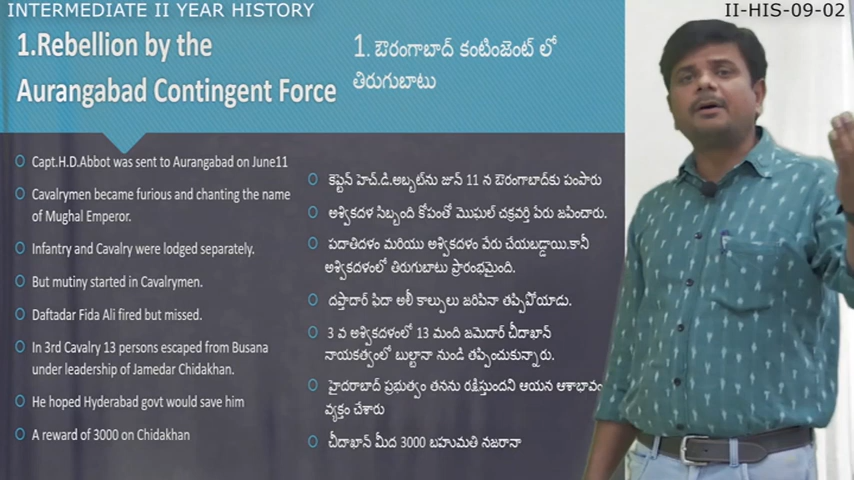 INTERMEDIATE II YEAR HISTORY
II-HIS-09-02
1.Rebellion by the
Aurangabad Contingent Force
1. ఔరంగాబాద్ కంటింజెంట్ లో
తిరుగుబాటు
Capt.H.D.Abbot was sent to Aurangabad on June11
Cavalrymen became furious and chanting the name
of Mughal Emperor.
Infantry and Cavalry were lodged separately.
But mutiny started in Cavalrymen.
Daftadar Fida Ali fired but missed.
In 3rd Cavalry 13 persons escaped from Busana
under leadership of Jamedar Chidakhan.
He hoped Hyderabad govt would save him
A reward of 3000 on Chidakhan
కెప్టెన్ హెచ్.డి.అబ్బట్‌ను జున్ 11 న ఔరంగాబాద్‌కు పంపారు
అశ్వికదళ సిబ్బంది కోపంతో మొఘల్ చక్రవర్తి పేరు జపించారు.
పదాతిదళం మరియు అశ్వికదళం వేరు చేయబడ్డాయి.కానీ
అశ్వికదళంలో తిరుగుబాటు ప్రారంభమైంది.
దఫ్తాదార్ ఫిదా అలీ కాల్పులు జరిపినా తప్పిపోయాడు.
3 వ అశ్వికదళంలో 13 మంది జమెదార్ చీదాఖాన్
నాయకత్వంలో బుల్దానా నుండి తప్పించుకున్నారు.
హైదరాబాద్ ప్రభుత్వం తనను రక్షిస్తుందని ఆయన ఆశాభావం
వ్యక్తం చేశారు
చీదాఖాన్ మీద 3000 బహుమతి నజరానా